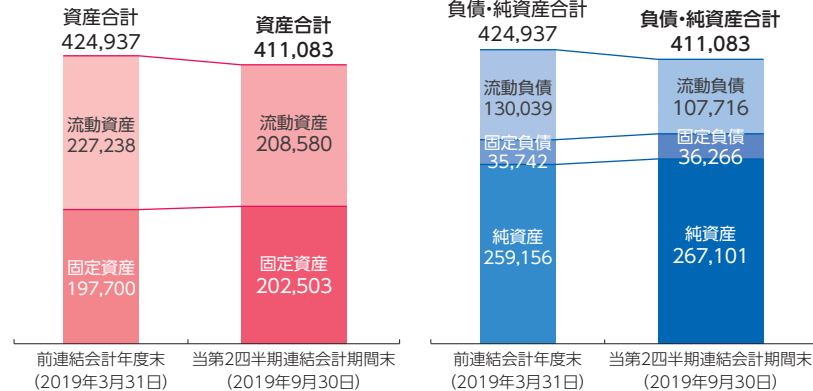 資産合計
424,937
資産合計
411,083
流動資産
227,238
流動資産
208,580
固定資産
197,700
固定資産
202,503
前連結会計年度末
(2019年3月31日)
当第2四半期連結会計期間末
(2019年9月30日)
負債・純資産合計
424,937
負債・純資産合計
411,083
流動負債
130,039
流動負債
107,716
固定負債
35,742
固定負債
36,266
純資産
259,156
純資産
267,101
前連結会計年度末
(2019年3月31日)
当第2四半期連結会計期間末
(2019年9月30日)